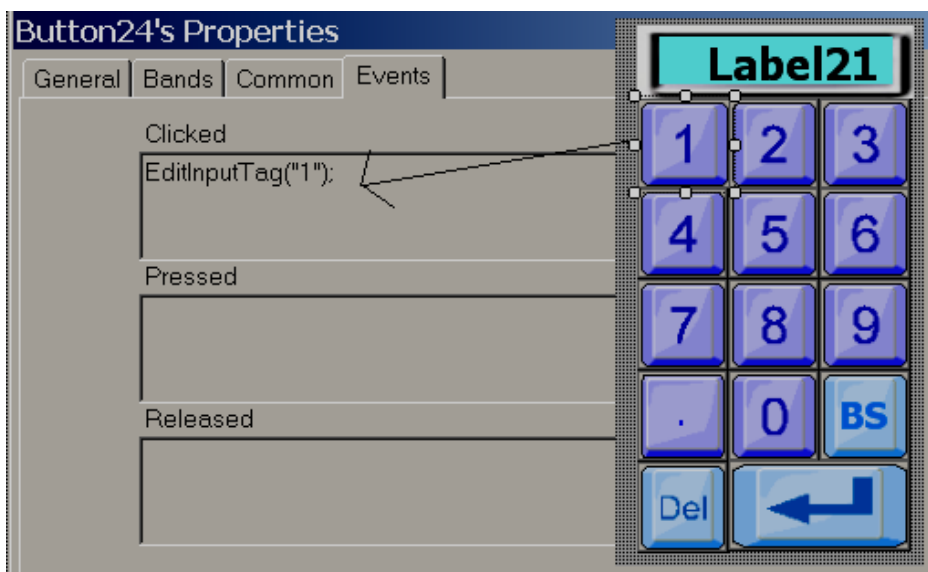 Button24's Properties
General Bands Common Events
Clicked
EditInputTag("1");
Pressed
Released
Label21
1 2 3
4 5 6
7 8 9
. 0 BS
Del